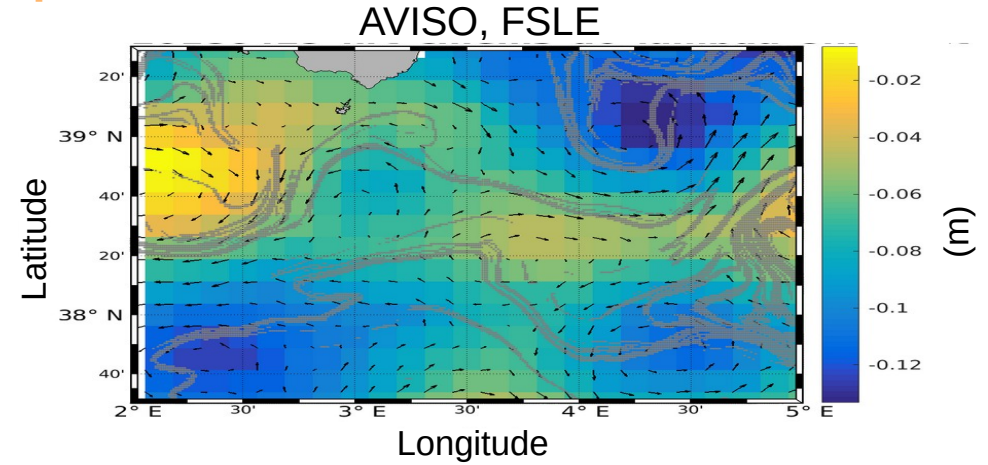 AVISO, FSLE
20'
39° N
40'
20'
38° N
40'
2° E 30' 3° E 30' 4° E 30' 5° E
Longitude
Latitude
-0.02
-0.04
-0.06
-0.08
-0.1
-0.12
(m)